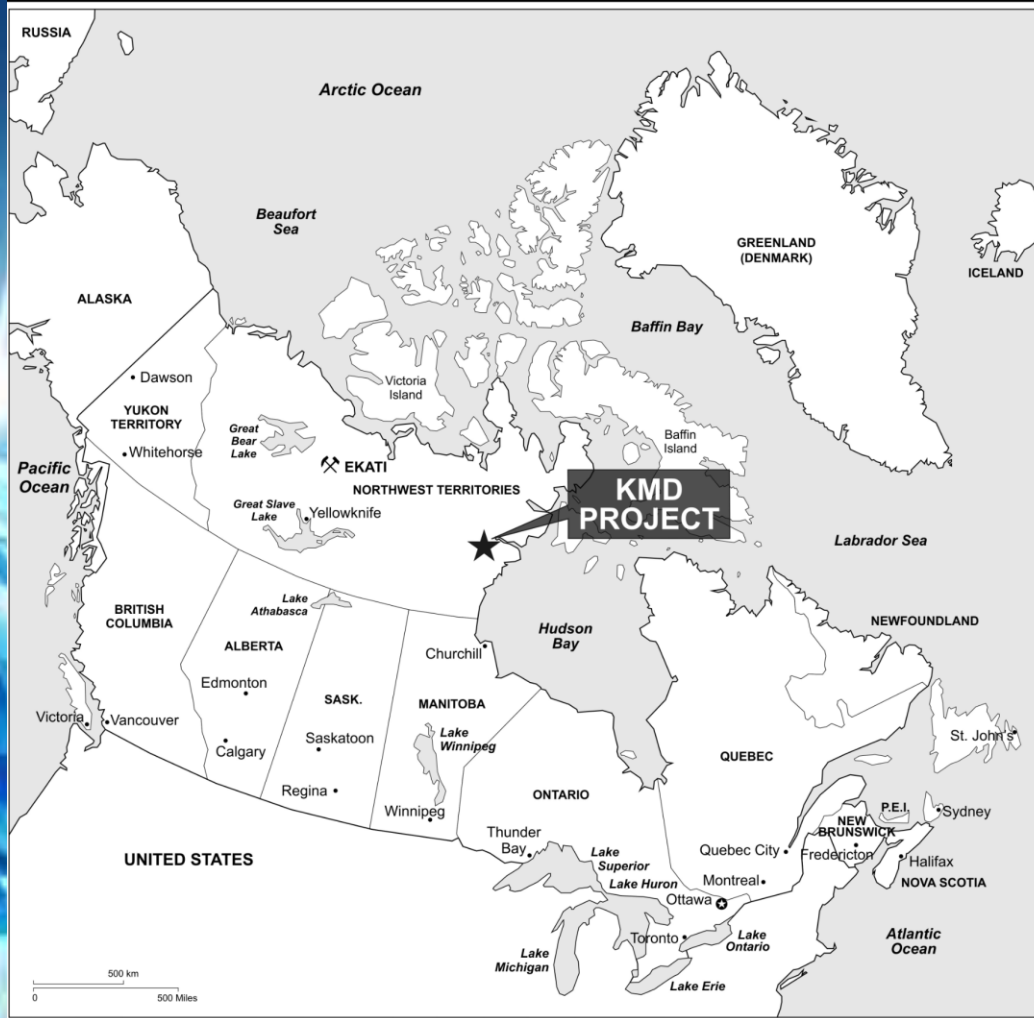 RUSSIA
Arctic Ocean
Beaufort
Sea
GREENLAND
(DENMARK)
ICELAND
ALASKA
Baffin Bay
Dawson
Victoria
Island
YUKON
TERRITORY
Great
Bear
Lake
Baffin
Island
Whitehorse
EKATI
Pacific
Ocean
NORTHWEST TERRITORIES
KMD
PROJECT
Great Slave
Lake
Yellowknife
Labrador Sea
BRITISH
COLUMBIA
Lake
Athabasca
Hudson
Bay
NEWFOUNDLAND
ALBERTA
Churchill
Edmonton
SASK.
MANITOBA
Victoria
Vancouver
Calgary
Saskatoon
Lake
Winnipeg
St. John's
QUEBEC
Regina
Winnipeg
ONTARIO
P.E.I.
Sydney
NEW
BRUNSWICK
Thunder
Bay
Quebec City
Fredericton
Halifax
UNITED STATES
Lake
Superior
Lake Huron
Montreal
NOVA SCOTIA
Ottawa
Toronto
Lake
Ontario
Atlantic
Ocean
Lake
Michigan
Lake Erie
500 km
0
500 Miles